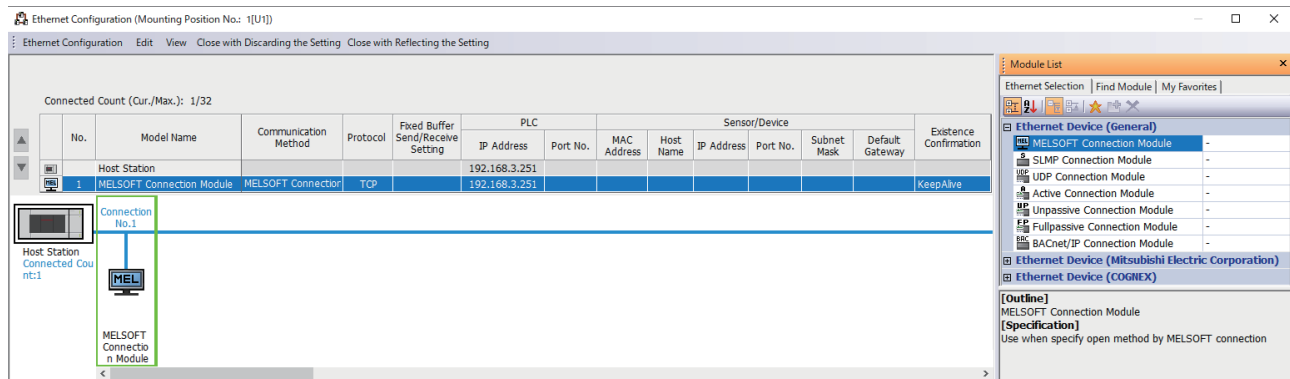 Ethernet Configuration (Mounting Position No.: 1[U1])
Ethernet Configuration Edit View Close with Discarding the Setting Close with Reflecting the Setting
Connected Count (Cur./Max.): 1/32
No. Model Name Communication Method Protocol Fixed Buffer Send/Receive Setting PLC Sensor/Device Existence Confirmation
IP Address Port No. MAC Address Host Name IP Address Port No. Subnet Mask Default Gateway
Host Station 192.168.3.251
1 MELSOFT Connection Module MELSOFT Connection TCP 192.168.3.251 KeepAlive
Connection
No.1
Host Station
Connected Cou
nt:1
MEL
MELSOFT
Connectio
n Module
Module List
Ethernet Selection Find Module My Favorites
Ethernet Device (General)
MELSOFT Connection Module -
SLMP Connection Module -
UDP Connection Module -
Active Connection Module -
Unpassive Connection Module -
Fullpassive Connection Module -
BACnet/IP Connection Module -
Ethernet Device (Mitsubishi Electric Corporation)
Ethernet Device (COGNEX)
[Outline]
MELSOFT Connection Module
[Specification]
Use when specify open method by MELSOFT connection